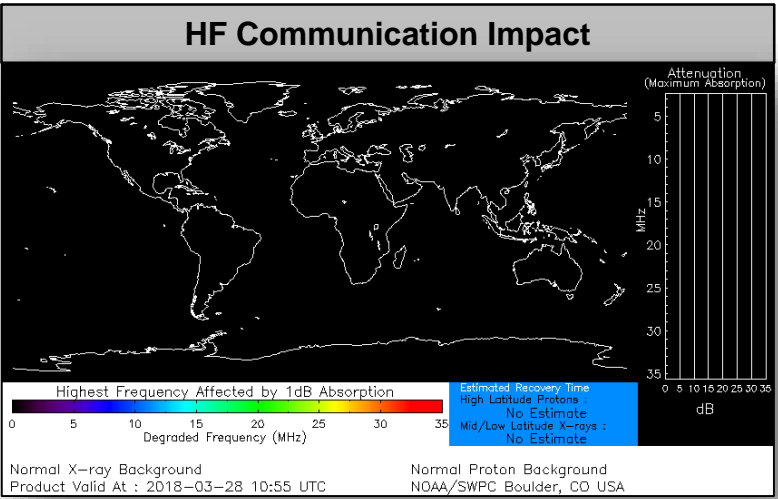 HF Communication Impact
Attenuation
(Maximum Absorption)
5
10
15
20
25
30
35
MHz
0 5 10 15 20 25 30 35
dB
Highest Frequency Affected by 1dB Absorption
0 5 10 15 20 25 30 35
Degraded Frequency (MHz)
Estimated Recovery Time
High Latitude Protons :
No Estimate
Mid/Low Latitude X-rays :
No Estimate
Normal X-ray Background
Normal Proton Background
Product Valid At : 2018-03-28 10:55 UTC
NOAA/SWPC Boulder, CO USA